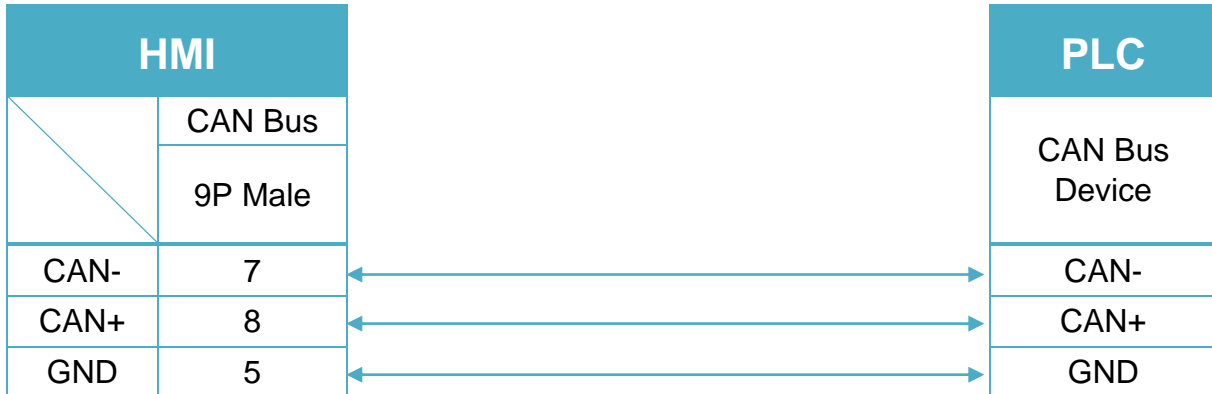 HMI
PLC
CAN Bus
9P Male
CAN Bus
Device
CAN- 7 CAN-
CAN+ 8 CAN+
GND 5 GND